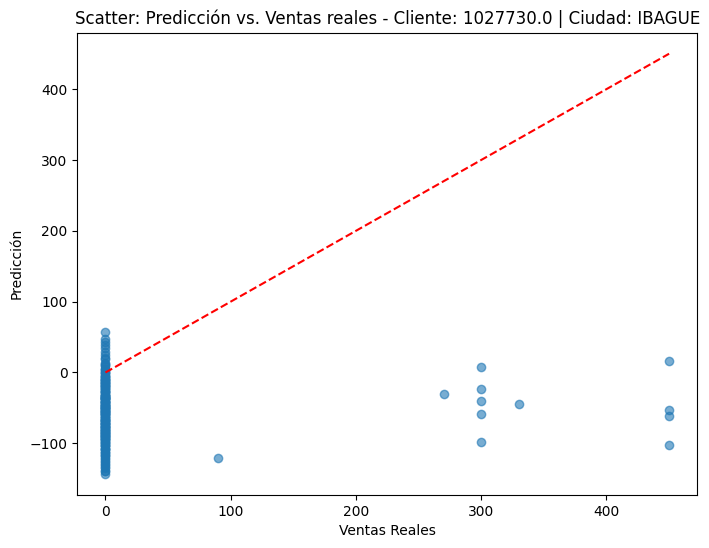 Scatter: Predicción vs. Ventas reales - Cliente: 1027730.0 | Ciudad: IBAGUE
400
300
200
100
0
−100
Predicción
0 100 200 300 400
Ventas Reales